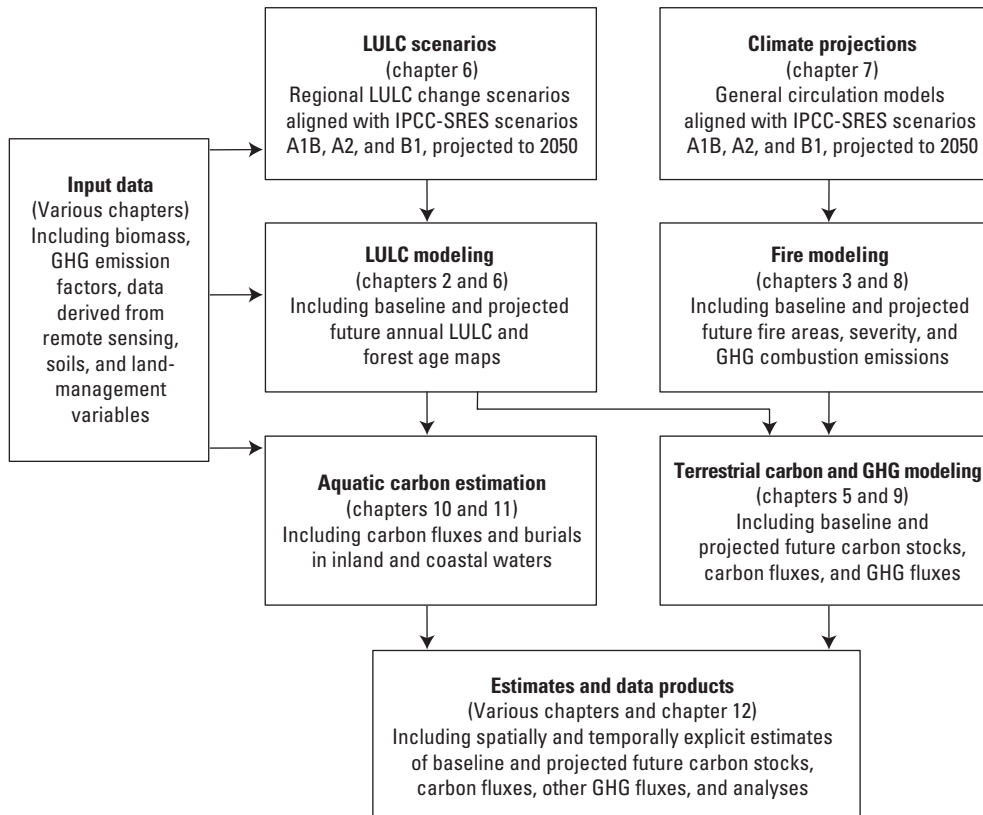 LULC scenarios
(chapter 6)
Regional LULC change scenarios
aligned with IPCC-SRES scenarios
A1B, A2, and B1, projected to 2050
Climate projections
(chapter 7)
General circulation models
aligned with IPCC-SRES scenarios
A1B, A2, and B1, projected to 2050
Input data
(Various chapters)
Including biomass,
GHG emission
factors, data
derived from
remote sensing,
soils, and land-
management
variables
LULC modeling
(chapters 2 and 6)
Including baseline and projected
future annual LULC and
forest age maps
Fire modeling
(chapters 3 and 8)
Including baseline and projected
future fire areas, severity, and
GHG combustion emissions
Aquatic carbon estimation
(chapters 10 and 11)
Including carbon fluxes and burials
in inland and coastal waters
Terrestrial carbon and GHG modeling
(chapters 5 and 9)
Including baseline and
projected future carbon stocks,
carbon fluxes, and GHG fluxes
Estimates and data products
(Various chapters and chapter 12)
Including spatially and temporally explicit estimates
of baseline and projected future carbon stocks,
carbon fluxes, other GHG fluxes, and analyses